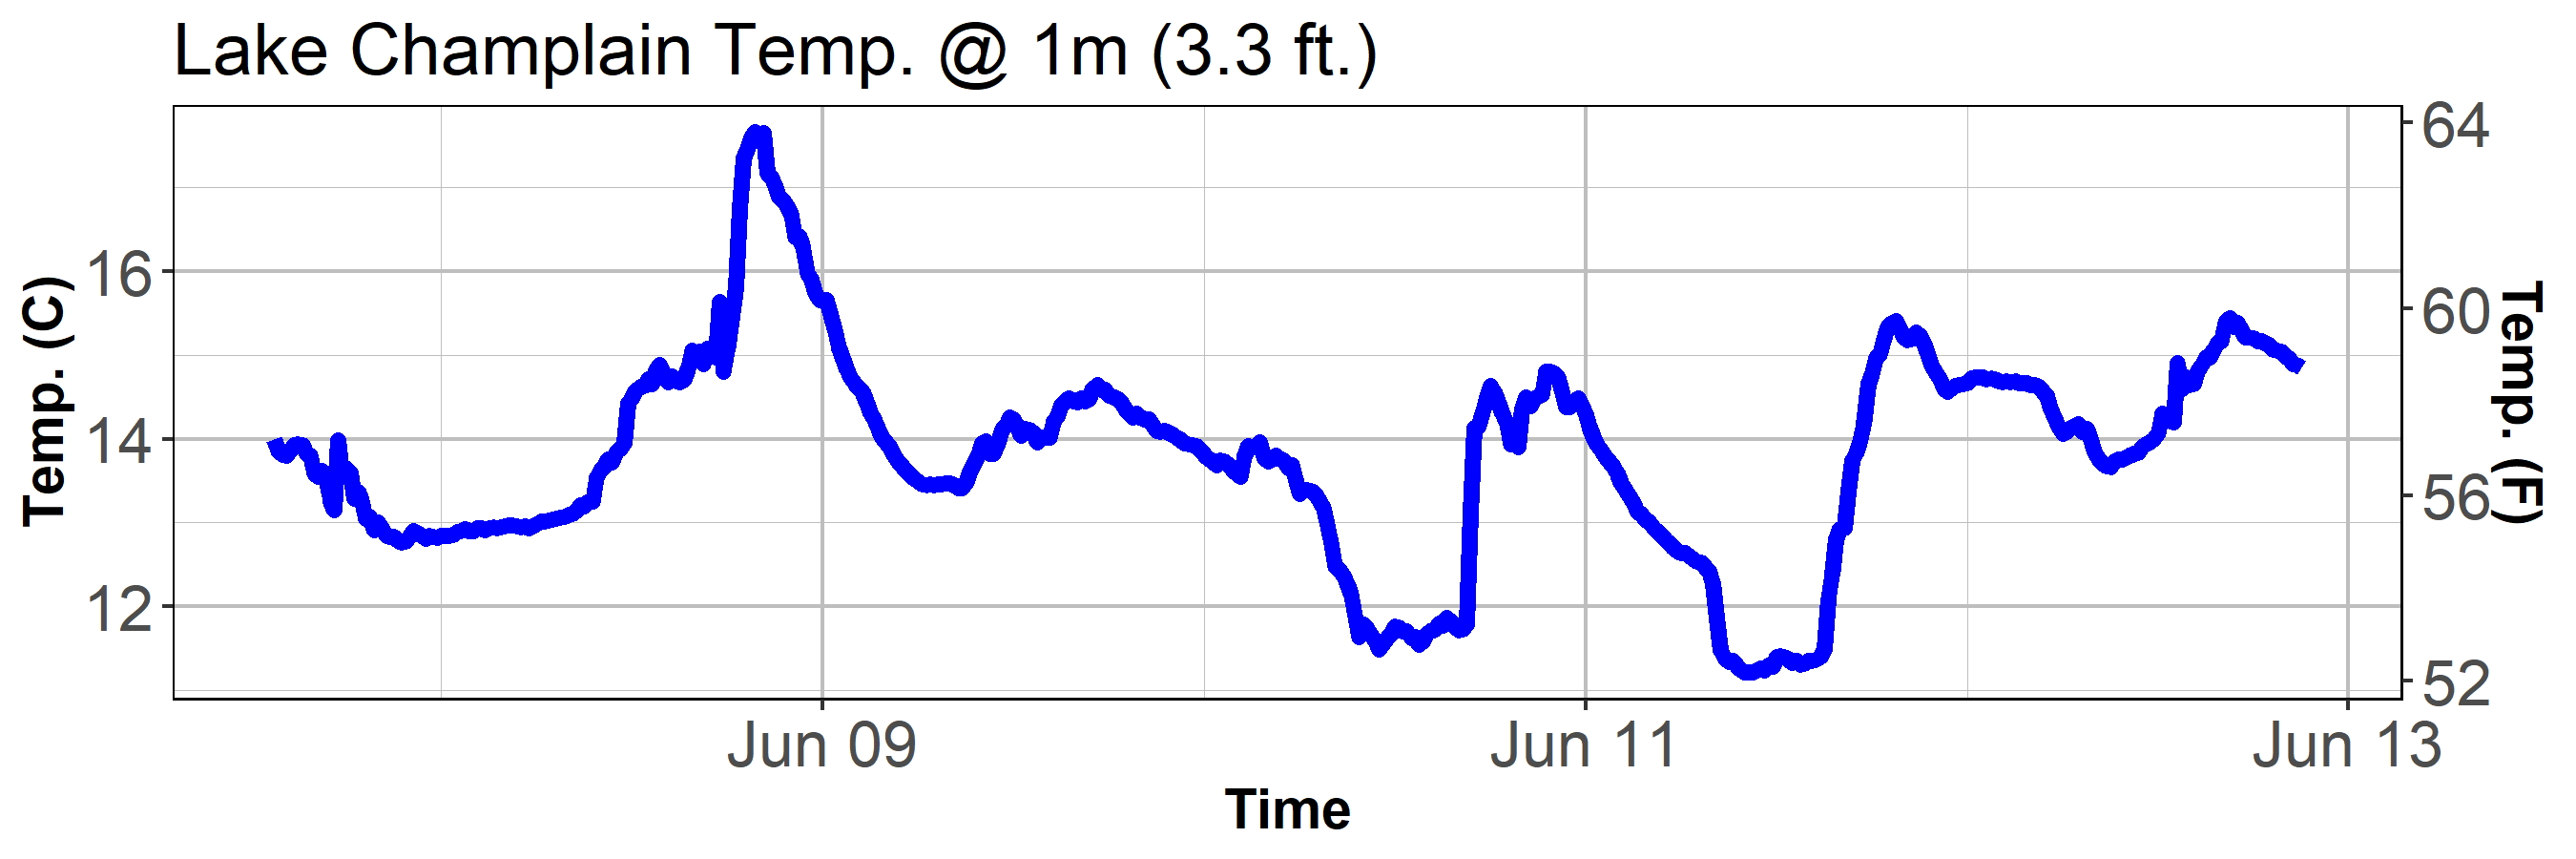 Lake Champlain Temp. @ 1m (3.3 ft.)
Temp. (C)
16
14
12
64
60
56
52
Temp. (F)
Jun 09
Jun 11
Jun 13
Time